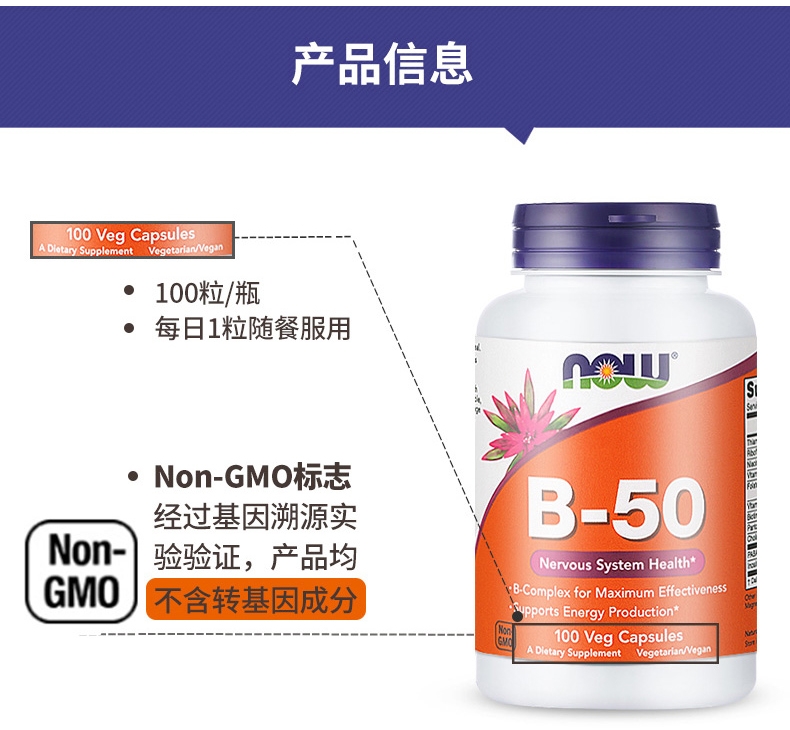 产品信息
100 Veg Capsules
A Dietary Supplement Vegetarian/Vegan
100粒/瓶
每日1粒随餐服用
Non-GMO标志
经过基因溯源实
验验证，产品均
不含转基因成分
Non-
GMO
NOW®
B-50
Nervous System Health*
B-Complex for Maximum Effectiveness
Supports Energy Production*
Non-
GMO
100 Veg Capsules
A Dietary Supplement Vegetarian/Vegan